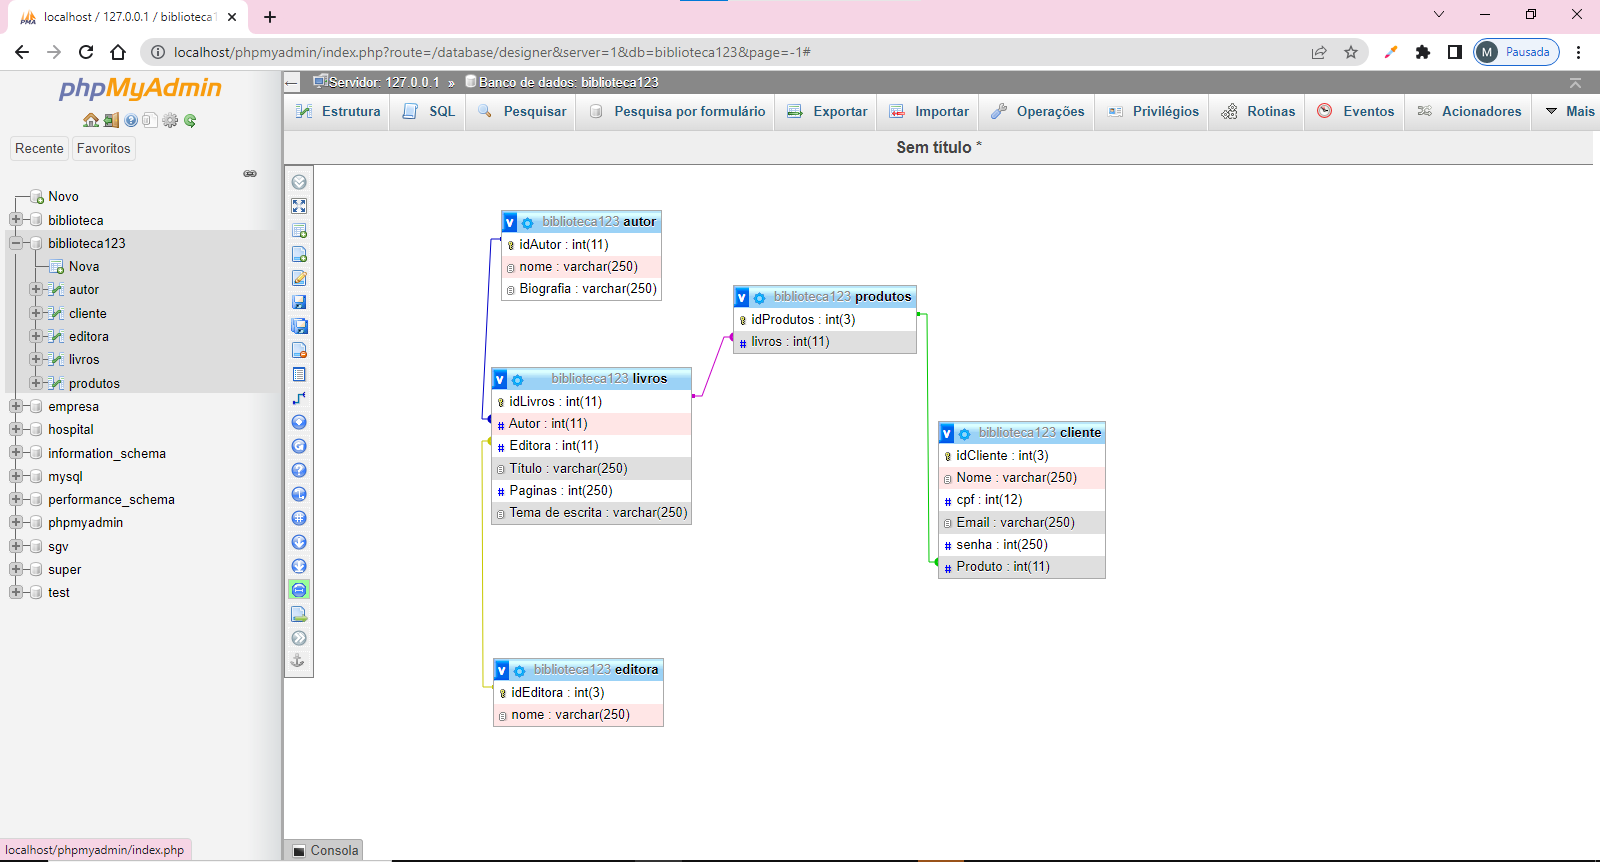 localhost / 127.0.0.1 / biblioteca1
localhost/phpmyadmin/index.php?route=/database/designer&server=1&db=biblioteca123&page=-1#
M Pausada
phpMyAdmin
Recente Favoritos
Novo
biblioteca
biblioteca123
Nova
autor
cliente
editora
livros
produtos
empresa
hospital
information_schema
mysql
performance_schema
phpmyadmin
sgv
super
test
localhost/phpmyadmin/index.php
Servidor: 127.0.0.1 » Banco de dados: biblioteca123
Estrutura SQL Pesquisar Pesquisa por formulário Exportar Importar Operações Privilégios Rotinas Eventos Acionadores Mais
Sem título *
v biblioteca123 autor
idAutor : int(11)
nome : varchar(250)
Biografia : varchar(250)
v biblioteca123 produtos
idProdutos : int(3)
# livros : int(11)
v biblioteca123 livros
idLivros : int(11)
# Autor : int(11)
# Editora : int(11)
Título : varchar(250)
# Paginas : int(250)
Tema de escrita : varchar(250)
v biblioteca123 cliente
idCliente : int(3)
Nome : varchar(250)
# cpf : int(12)
Email : varchar(250)
# senha : int(250)
# Produto : int(11)
v biblioteca123 editora
idEditora : int(3)
nome : varchar(250)
Consola